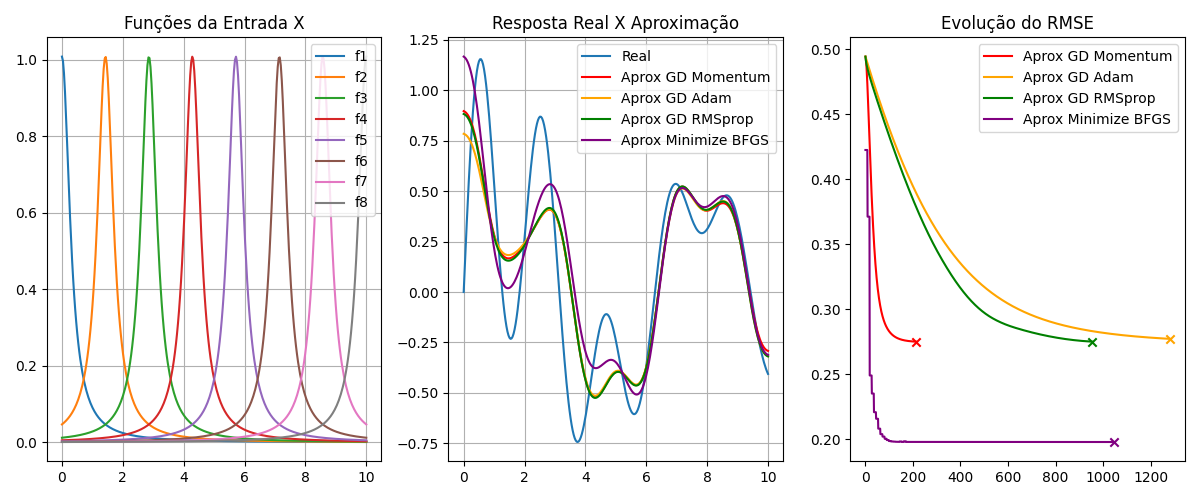 Funções da Entrada X
f1
f2
f3
f4
f5
f6
f7
f8
1.0
0.8
0.6
0.4
0.2
0.0
0 2 4 6 8 10
Resposta Real X Aproximação
Real
Aprox GD Momentum
Aprox GD Adam
Aprox GD RMSprop
Aprox Minimize BFGS
1.25
1.00
0.75
0.50
0.25
0.00
−0.25
−0.50
−0.75
0 2 4 6 8 10
Evolução do RMSE
Aprox GD Momentum
Aprox GD Adam
Aprox GD RMSprop
Aprox Minimize BFGS
0.50
0.45
0.40
0.35
0.30
0.25
0.20
0 200 400 600 800 1000 1200